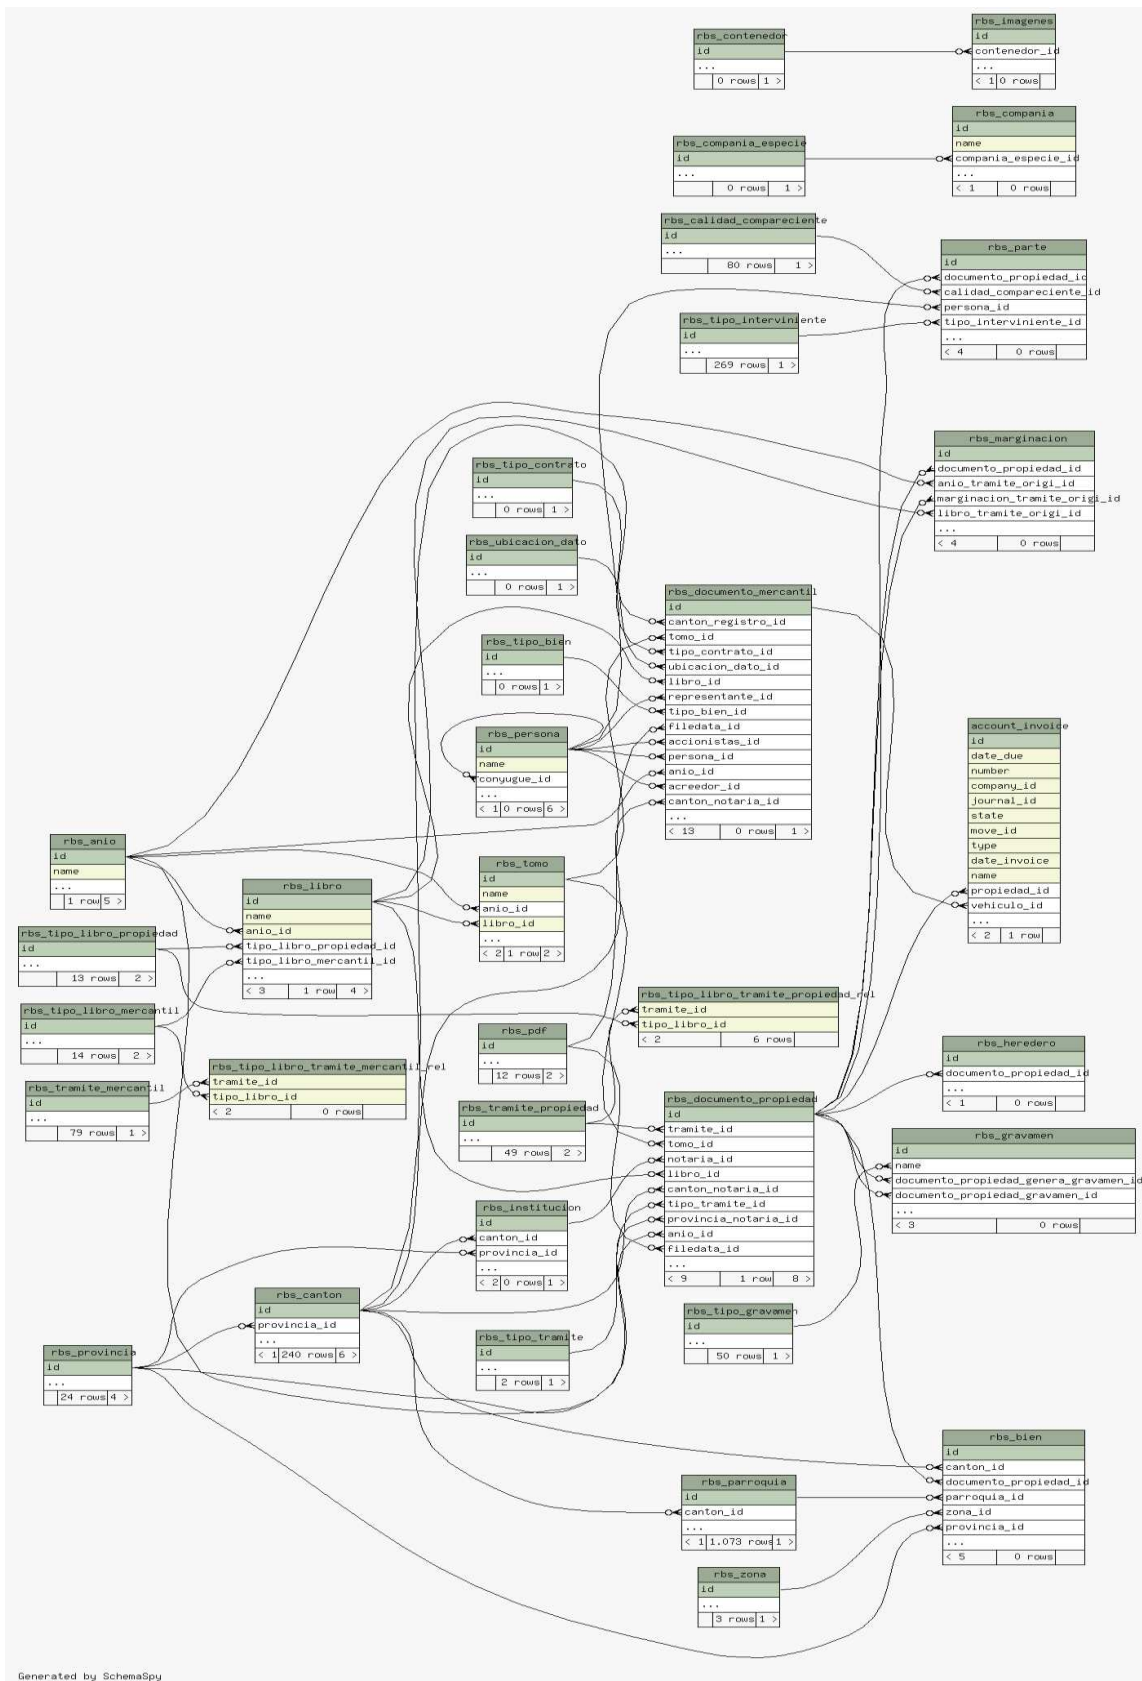 rbs_contenedor
id
...
0 rows 1 >
rbs_imagenes
id
contenedor_id
...
< 1 0 rows
rbs_compania
id
name
compania_especie_id
...
< 1 0 rows
rbs_compania_especie
id
...
0 rows 1 >
rbs_calidad_compareciente
id
...
80 rows 1 >
rbs_parte
id
documento_propiedad_id
calidad_compareciente_id
persona_id
tipo_interviniente_id
...
< 4 0 rows
rbs_tipo_interviniente
id
...
269 rows 1 >
rbs_marginacion
id
documento_propiedad_id
anio_tramite_origi_id
marginacion_tramite_origi_id
libro_tramite_origi_id
...
< 4 0 rows
rbs_tipo_contrato
id
...
0 rows 1 >
rbs_ubicacion_dato
id
...
0 rows 1 >
rbs_documento_mercantil
id
canton_registro_id
tomo_id
tipo_contrato_id
ubicacion_dato_id
libro_id
representante_id
tipo_bien_id
filedata_id
accionistas_id
persona_id
anio_id
acreedor_id
canton_notaria_id
...
< 13 0 rows 1 >
rbs_tipo_bien
id
...
0 rows 1 >
rbs_persona
id
name
conyugue_id
...
< 1 0 rows 6 >
account_invoice
id
date_due
number
company_id
journal_id
state
move_id
type
date_invoice
name
propiedad_id
vehiculo_id
...
< 2 1 row
rbs_anio
id
name
...
1 row 5 >
rbs_libro
id
name
anio_id
tipo_libro_propiedad_id
tipo_libro_mercantil_id
...
< 3 1 row 4 >
rbs_tomo
id
name
anio_id
libro_id
...
< 2 1 row 2 >
rbs_tipo_libro_propiedad
id
...
13 rows 2 >
rbs_tipo_libro_mercantil
id
...
14 rows 2 >
rbs_tipo_libro_tramite_propiedad_rel
tramite_id
tipo_libro_id
< 2 6 rows
rbs_pdf
id
...
12 rows 2 >
rbs_tipo_libro_tramite_mercantil_rel
tramite_id
tipo_libro_id
< 2 0 rows
rbs_tramite_mercantil
id
...
79 rows 1 >
rbs_heredero
id
documento_propiedad_id
...
< 1 0 rows
rbs_tramite_propiedad
id
...
49 rows 2 >
rbs_documento_propiedad
id
tramite_id
tomo_id
notaria_id
libro_id
canton_notaria_id
tipo_tramite_id
provincia_notaria_id
anio_id
filedata_id
...
< 9 1 row 8 >
rbs_gravamen
id
name
documento_propiedad_genera_gravamen_id
documento_propiedad_gravamen_id
...
< 3 0 rows
rbs_institucion
id
canton_id
provincia_id
...
< 2 0 rows 1 >
rbs_canton
id
provincia_id
...
< 1 240 rows 6 >
rbs_tipo_gravamen
id
...
50 rows 1 >
rbs_tipo_tramite
id
...
2 rows 1 >
rbs_provincia
id
...
24 rows 4 >
rbs_bien
id
canton_id
documento_propiedad_id
parroquia_id
zona_id
provincia_id
...
< 5 0 rows
rbs_parroquia
id
canton_id
...
< 1 1.073 rows 1 >
rbs_zona
id
...
3 rows 1 >
Generated by SchemaSpy